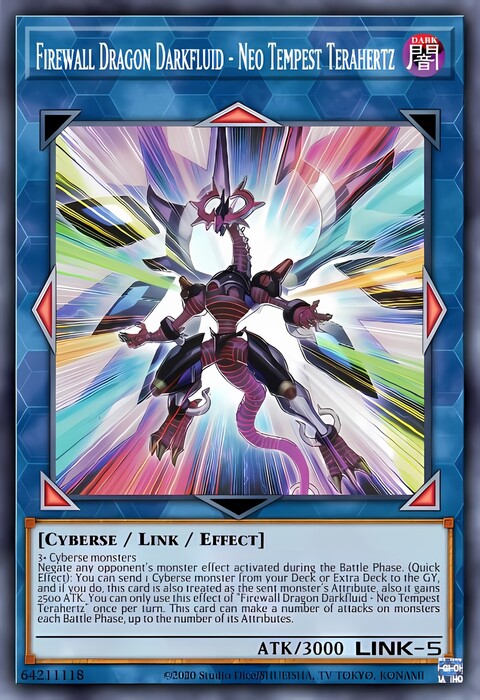 Firewall Dragon Darkfluid - Neo Tempest Terahertz
DARK
闇
[Cyberse / Link / Effect]
3+ Cyberse monsters
Negate any opponent's monster effect activated during the Battle Phase. (Quick
Effect): You can send 1 Cyberse monster from your Deck or Extra Deck to the GY,
and if you do, this card is also treated as the sent monster's Attribute, also it gains
2500 ATK. You can only use this effect of "Firewall Dragon Darkfluid - Neo Tempest
Terahertz" once per turn. This card can make a number of attacks on monsters
each Battle Phase, up to the number of its Attributes.
ATK/3000 LINK-5
64211118 ©2020 Studio Dice/SHUEISHA, TV TOKYO, KONAMI